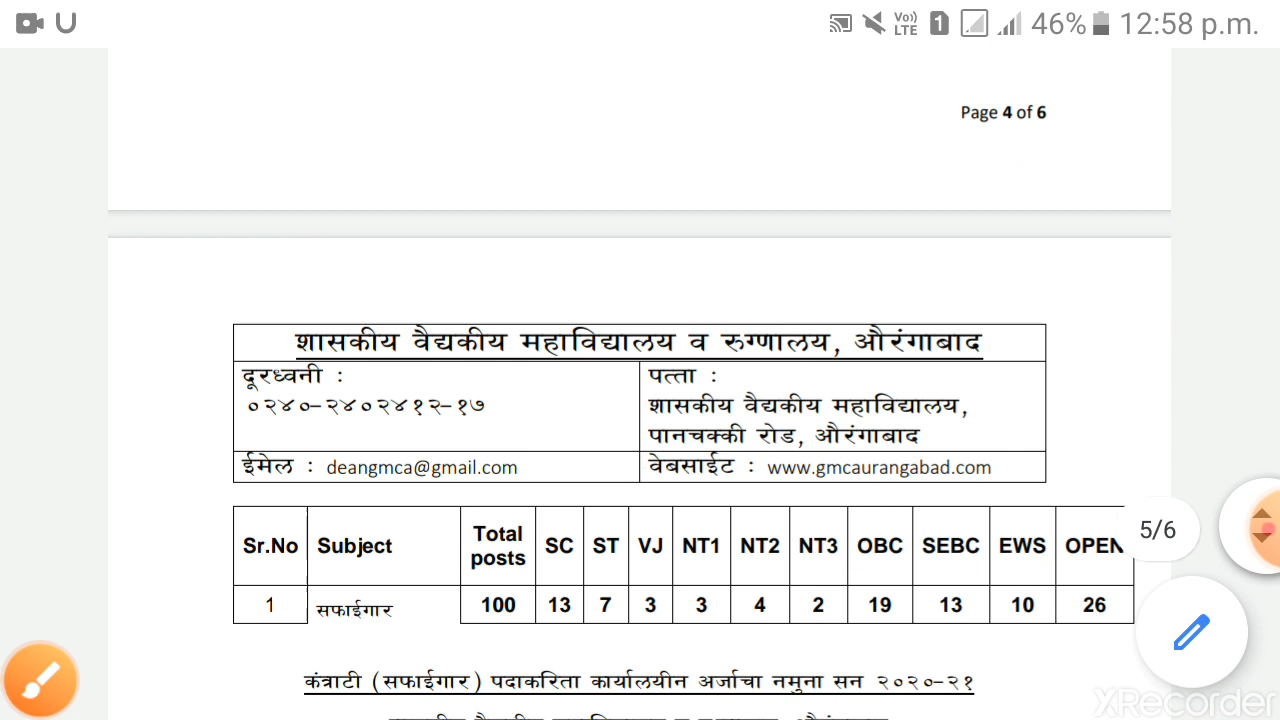 Vo))
LTE 1 46% 12:58 p.m.
Page 4 of 6
शासकीय वैद्यकीय महाविद्यालय व रुग्णालय, औरंगाबाद
दूरध्वनी :
०२४०-२४०२४१२-१७
पत्ता :
शासकीय वैद्यकीय महाविद्यालय,
पानचक्की रोड, औरंगाबाद
ईमेल : deangmca@gmail.com
वेबसाईट : www.gmcaurangabad.com
Sr.No Subject Total posts SC ST VJ NT1 NT2 NT3 OBC SEBC EWS OPEN
1 सफाईगार 100 13 7 3 3 4 2 19 13 10 26
5/6
कंत्राटी (सफाईगार) पदाकरिता कार्यालयीन अर्जाचा नमुना सन २०२०-२१
XRecorder